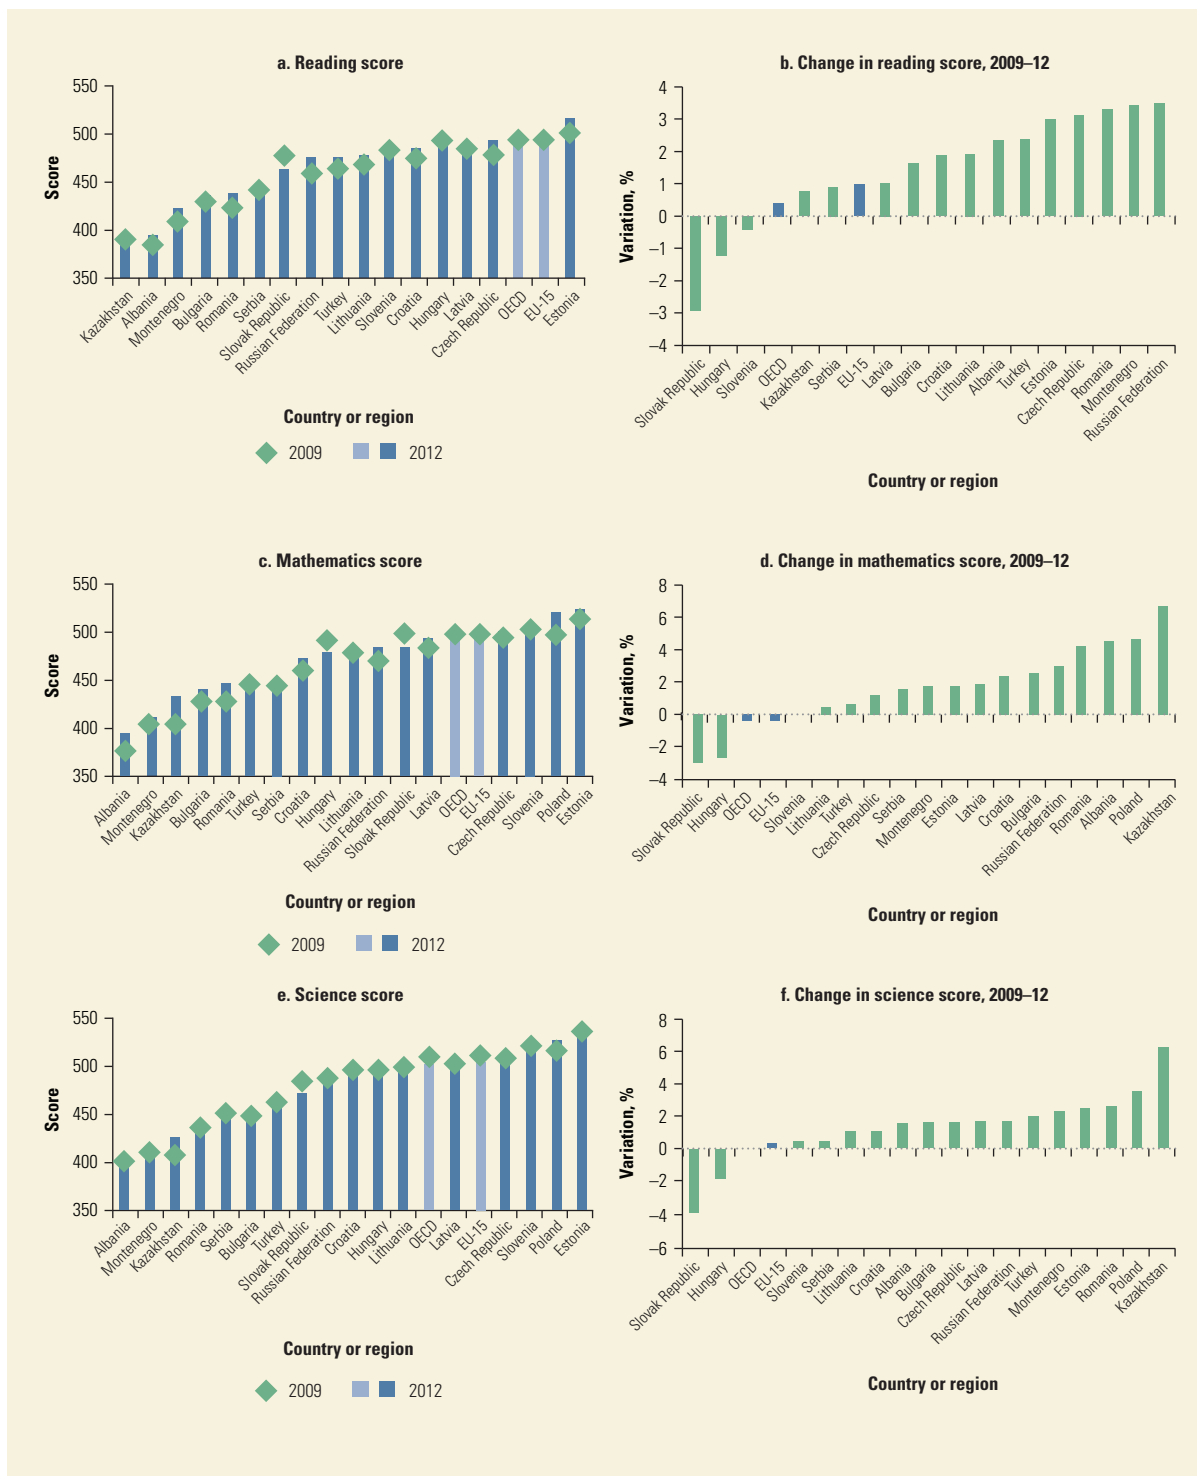 a. Reading score
550
500
450
400
350
Score
Kazakhstan
Albania
Montenegro
Bulgaria
Romania
Serbia
Slovak Republic
Russian Federation
Turkey
Lithuania
Slovenia
Croatia
Hungary
Latvia
Czech Republic
OECD
EU-15
Estonia
Country or region
2009 2012
b. Change in reading score, 2009–12
4
3
2
1
0
–1
–2
–3
–4
Variation, %
Slovak Republic
Hungary
Slovenia
OECD
Kazakhstan
Serbia
EU-15
Latvia
Bulgaria
Croatia
Lithuania
Albania
Turkey
Estonia
Czech Republic
Romania
Montenegro
Russian Federation
Country or region
c. Mathematics score
550
500
450
400
350
Score
Albania
Montenegro
Kazakhstan
Bulgaria
Romania
Turkey
Serbia
Croatia
Hungary
Lithuania
Russian Federation
Slovak Republic
Latvia
OECD
EU-15
Czech Republic
Slovenia
Poland
Estonia
Country or region
2009 2012
d. Change in mathematics score, 2009–12
8
6
4
2
0
–2
–4
Variation, %
Slovak Republic
Hungary
OECD
EU-15
Slovenia
Lithuania
Turkey
Czech Republic
Serbia
Montenegro
Estonia
Latvia
Croatia
Bulgaria
Russian Federation
Romania
Albania
Poland
Kazakhstan
Country or region
e. Science score
550
500
450
400
350
Score
Albania
Montenegro
Kazakhstan
Romania
Serbia
Bulgaria
Turkey
Slovak Republic
Russian Federation
Croatia
Hungary
Lithuania
OECD
Latvia
EU-15
Czech Republic
Slovenia
Poland
Estonia
Country or region
2009 2012
f. Change in science score, 2009–12
8
6
4
2
0
–2
–4
–6
Variation, %
Slovak Republic
Hungary
OECD
EU-15
Slovenia
Serbia
Lithuania
Croatia
Albania
Bulgaria
Czech Republic
Latvia
Russian Federation
Turkey
Montenegro
Estonia
Romania
Poland
Kazakhstan
Country or region